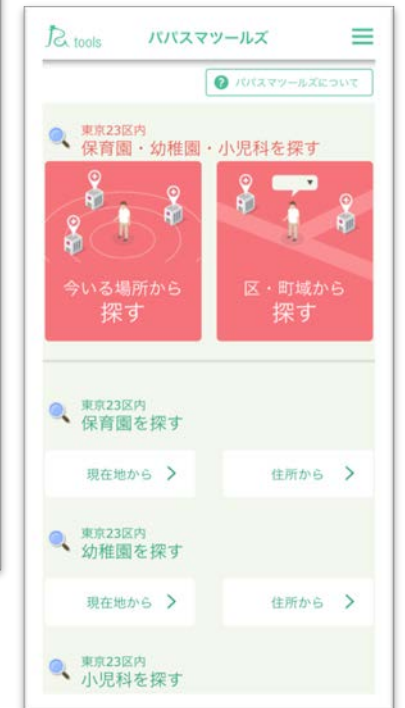 tools
パパスマツールズ
? パパスマツールズについて
東京23区内
保育園・幼稚園・小児科を探す
今いる場所から
探す
区・町域から
探す
東京23区内
保育園を探す
現在地から
住所から
東京23区内
幼稚園を探す
現在地から
住所から
東京23区内
小児科を探す